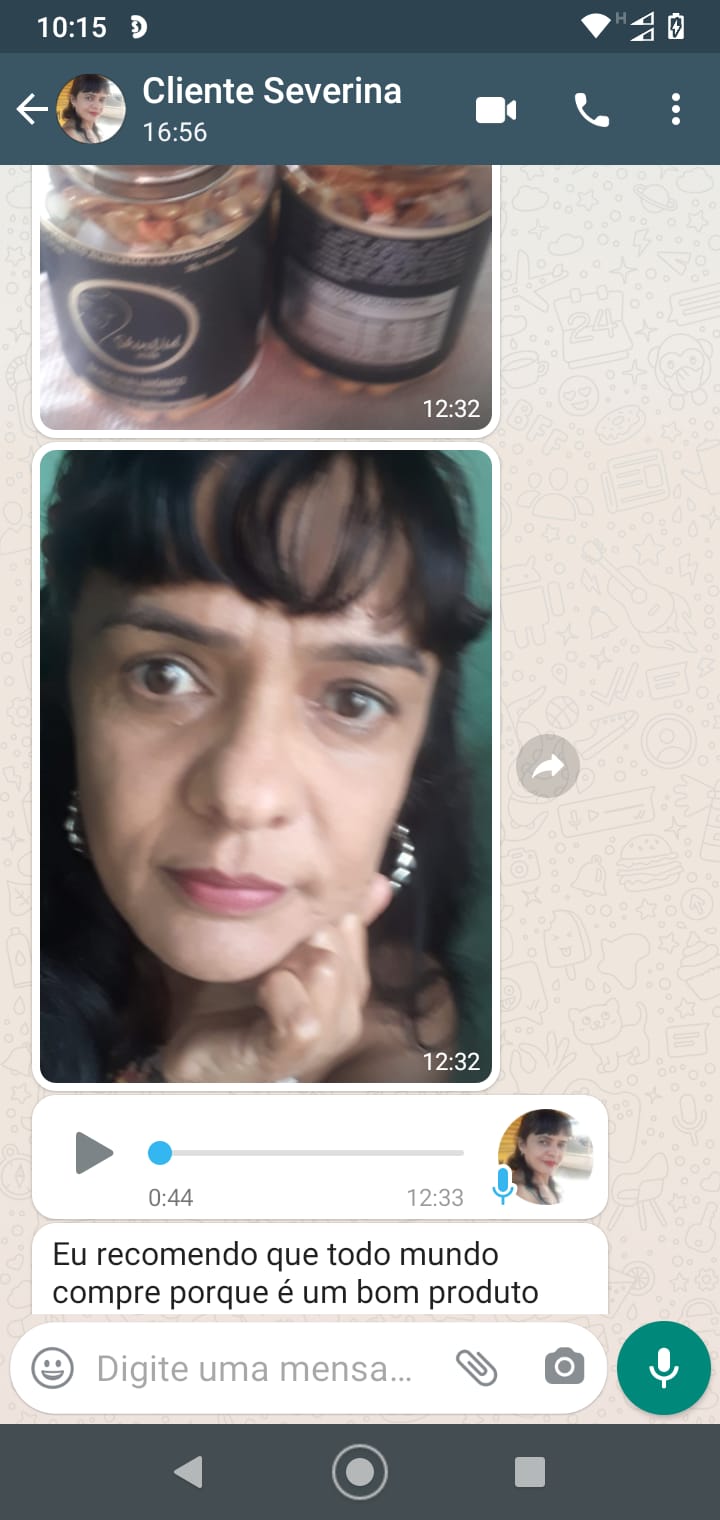 10:15
Cliente Severina
16:56
12:32
12:32
0:44
12:33
Eu recomendo que todo mundo
compre porque é um bom produto
Digite uma mensa...